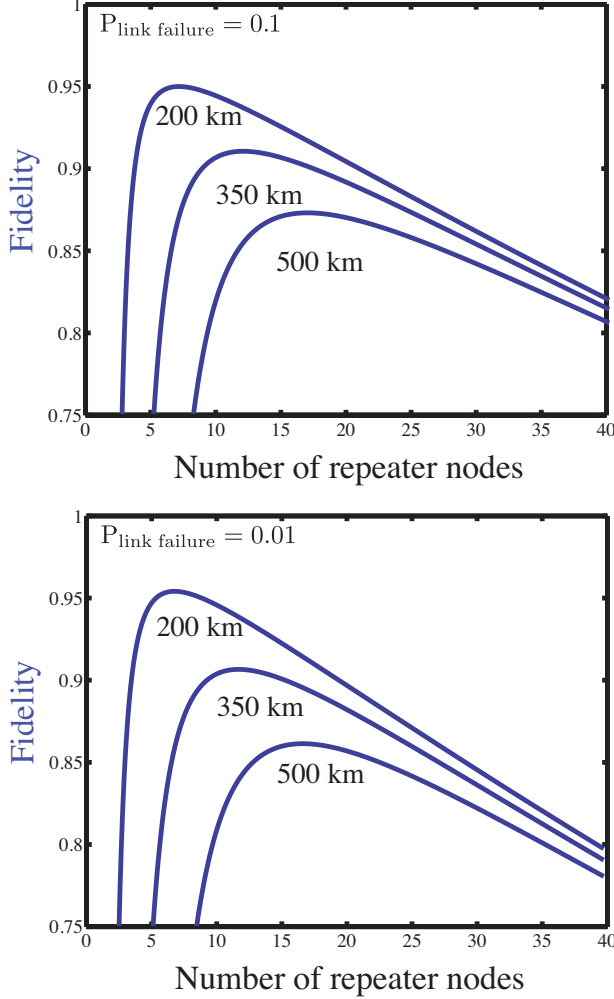 P_link failure = 0.1
1
0.95
0.9
0.85
0.8
0.75
Fidelity
200 km
350 km
500 km
0 5 10 15 20 25 30 35 40
Number of repeater nodes
P_link failure = 0.01
1
0.95
0.9
0.85
0.8
0.75
Fidelity
200 km
350 km
500 km
0 5 10 15 20 25 30 35 40
Number of repeater nodes